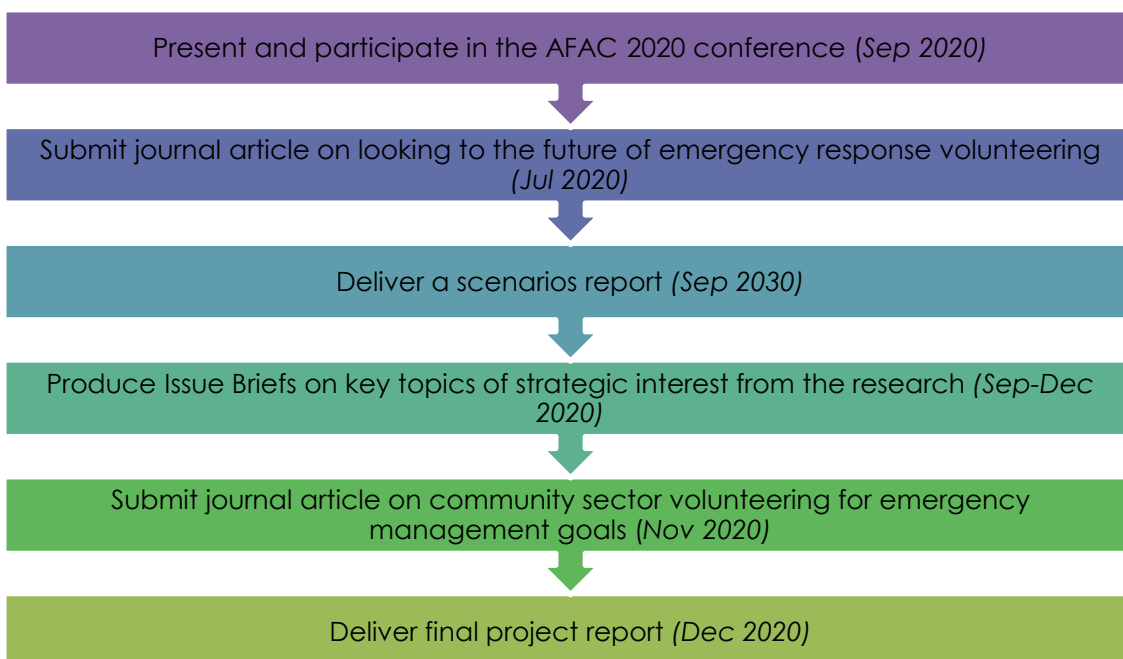 Present and participate in the AFAC 2020 conference (Sep 2020)
Submit journal article on looking to the future of emergency response volunteering
(Jul 2020)
Deliver a scenarios report (Sep 2030)
Produce Issue Briefs on key topics of strategic interest from the research (Sep-Dec
2020)
Submit journal article on community sector volunteering for emergency
management goals (Nov 2020)
Deliver final project report (Dec 2020)